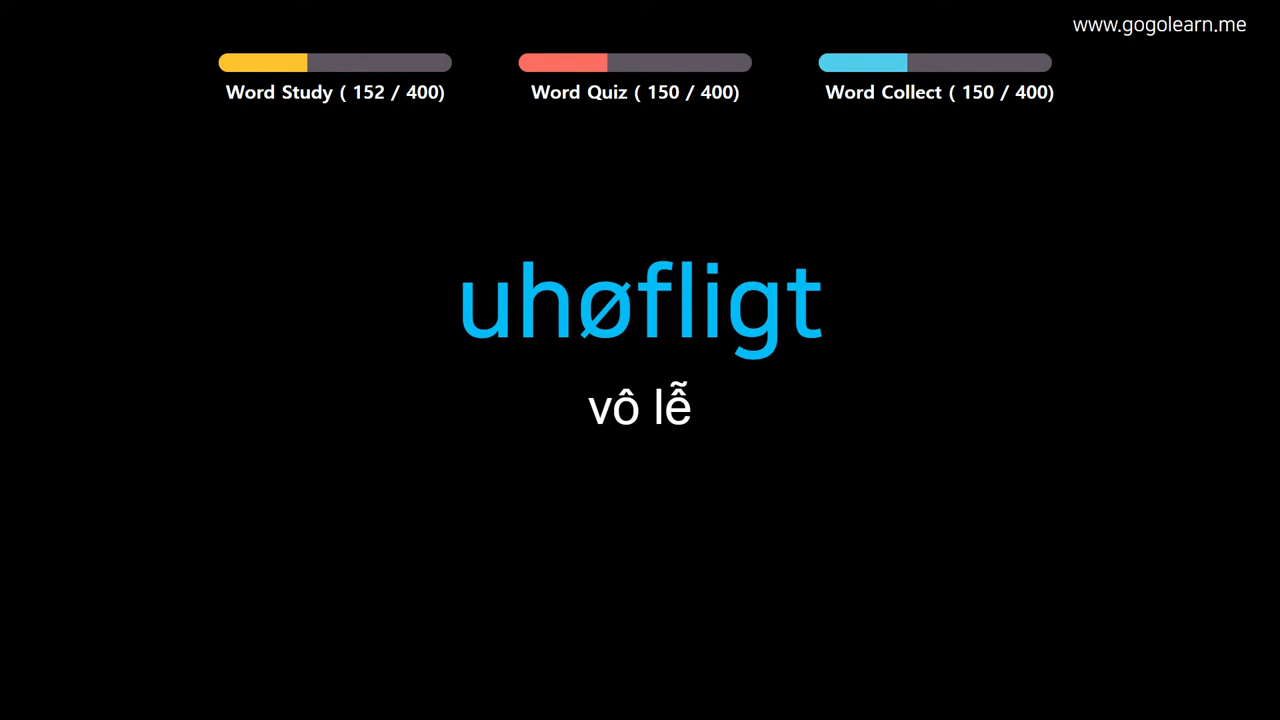 www.gogolearn.me
Word Study ( 152 / 400)
Word Quiz ( 150 / 400)
Word Collect ( 150 / 400)
uhøfligt
vô lễ